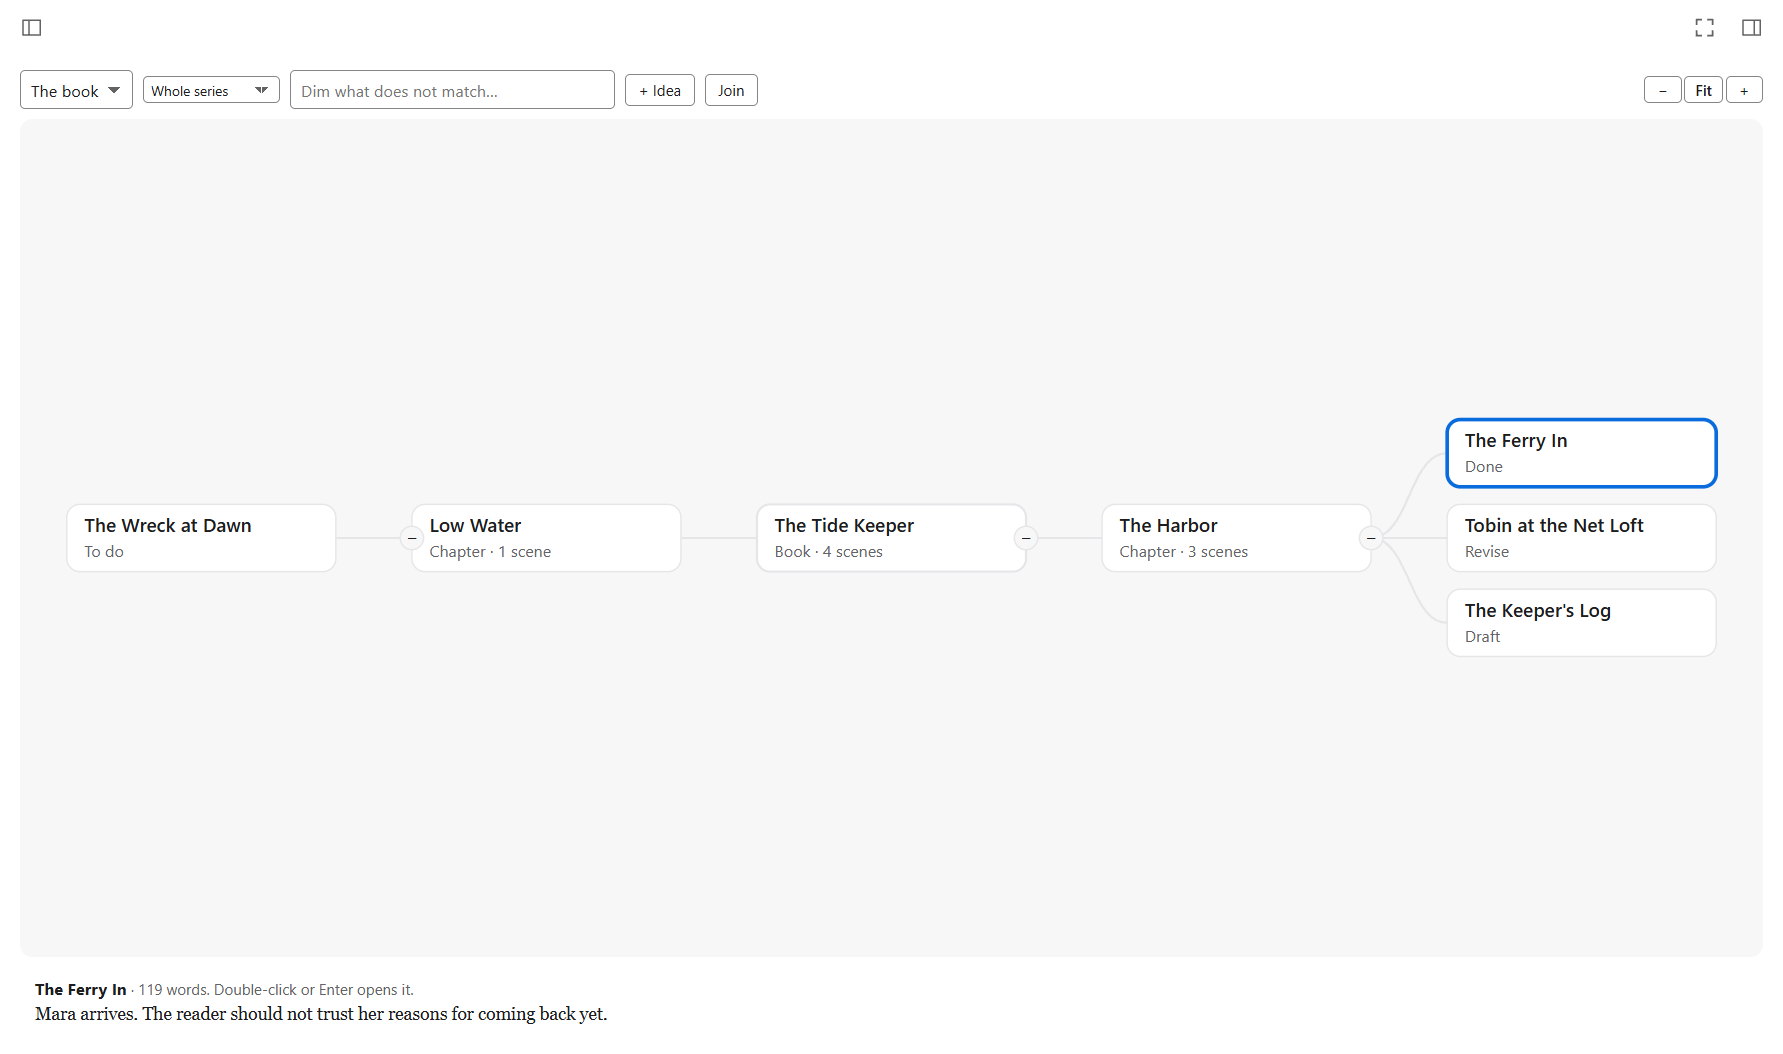 The book
Whole series
Dim what does not match...
+ Idea
Join
−
Fit
+
The Ferry In
Done
The Wreck at Dawn
To do
−
Low Water
Chapter · 1 scene
The Tide Keeper
Book · 4 scenes
−
The Harbor
Chapter · 3 scenes
−
Tobin at the Net Loft
Revise
The Keeper's Log
Draft
The Ferry In · 119 words. Double-click or Enter opens it.
Mara arrives. The reader should not trust her reasons for coming back yet.